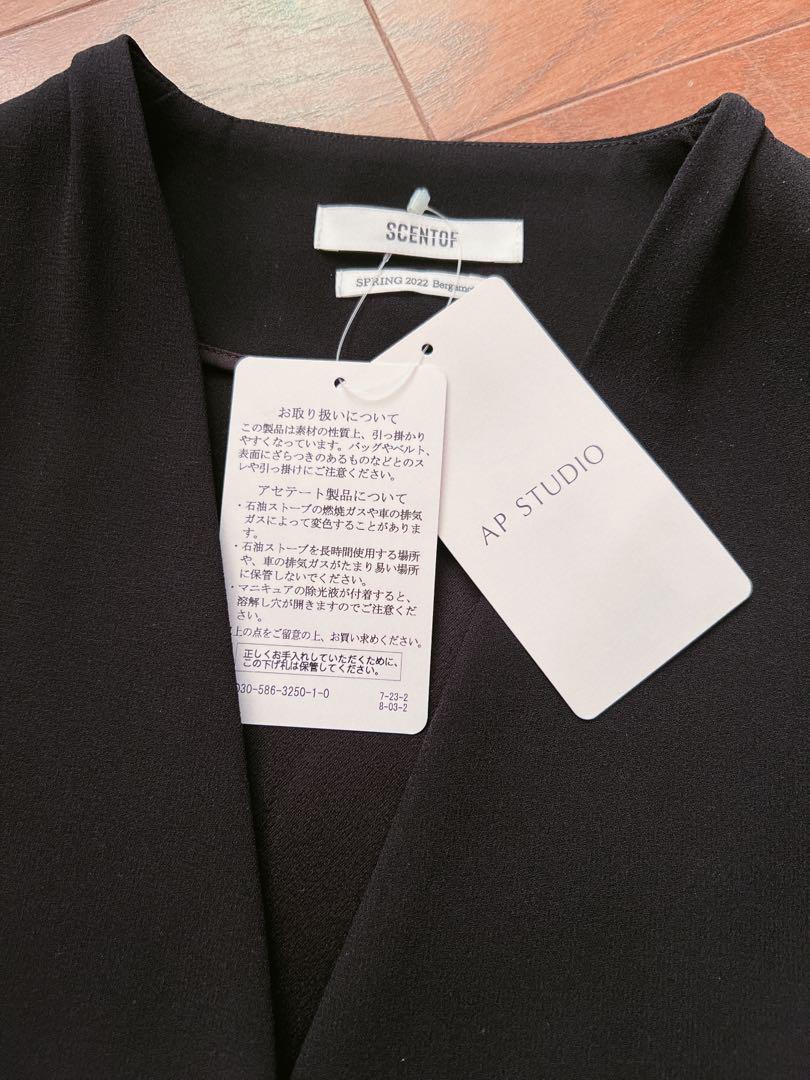 SCENTOF
SPRING 2022
お取り扱いについて
この製品は素材の性質上、引っ掛かり
やすくなっています。バッグやベルト、
表面にざらつきのあるものなどとのス
レや引っ掛けにご注意ください。
アセテート製品について
・石油ストーブの燃焼ガスや車の排気
ガスによって変色することがありま
す。
・石油ストーブを長時間使用する場所
や、車の排気ガスがたまり易い場所
に保管しないでください。
・マニキュアの除光液が付着すると、
溶解し穴が開きますのでご注意くだ
さい。
上の点をご留意の上、お買い求めください。
正しくお手入れしていただくために、
この下げ札は保管してください。
030-586-3250-1-0
7-23-2
8-03-2
AP STUDIO